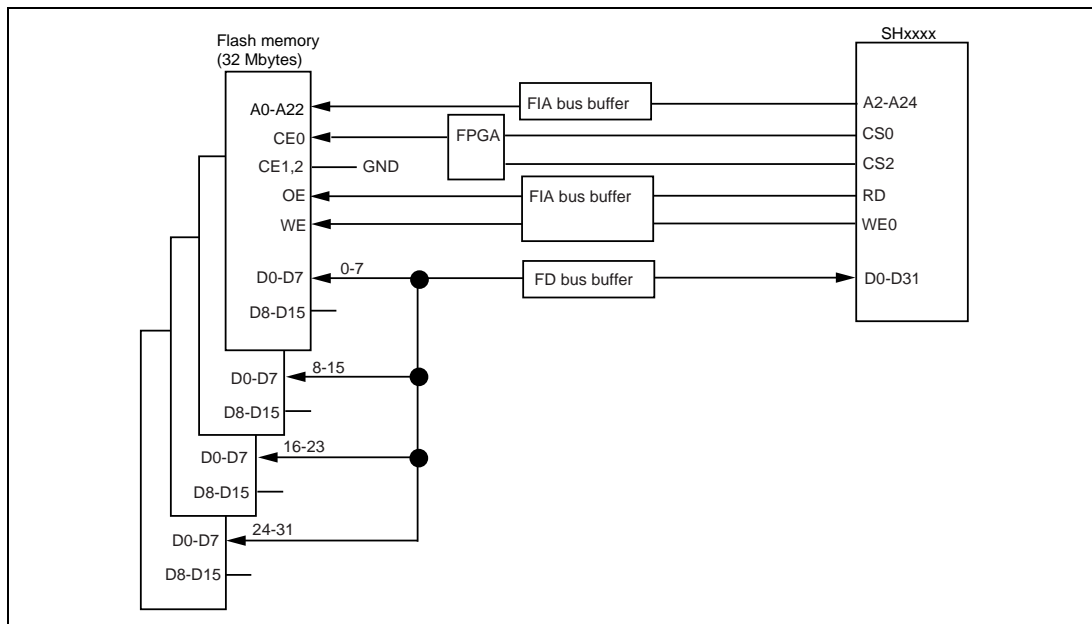 Flash memory
(32 Mbytes)
SHxxxx
A0-A22
FIA bus buffer
A2-A24
CE0
FPGA
CS0
CE1,2
GND
CS2
OE
FIA bus buffer
RD
WE
WE0
D0-D7
0-7
FD bus buffer
D0-D31
D8-D15
D0-D7
8-15
D8-D15
D0-D7
16-23
D8-D15
D0-D7
24-31
D8-D15